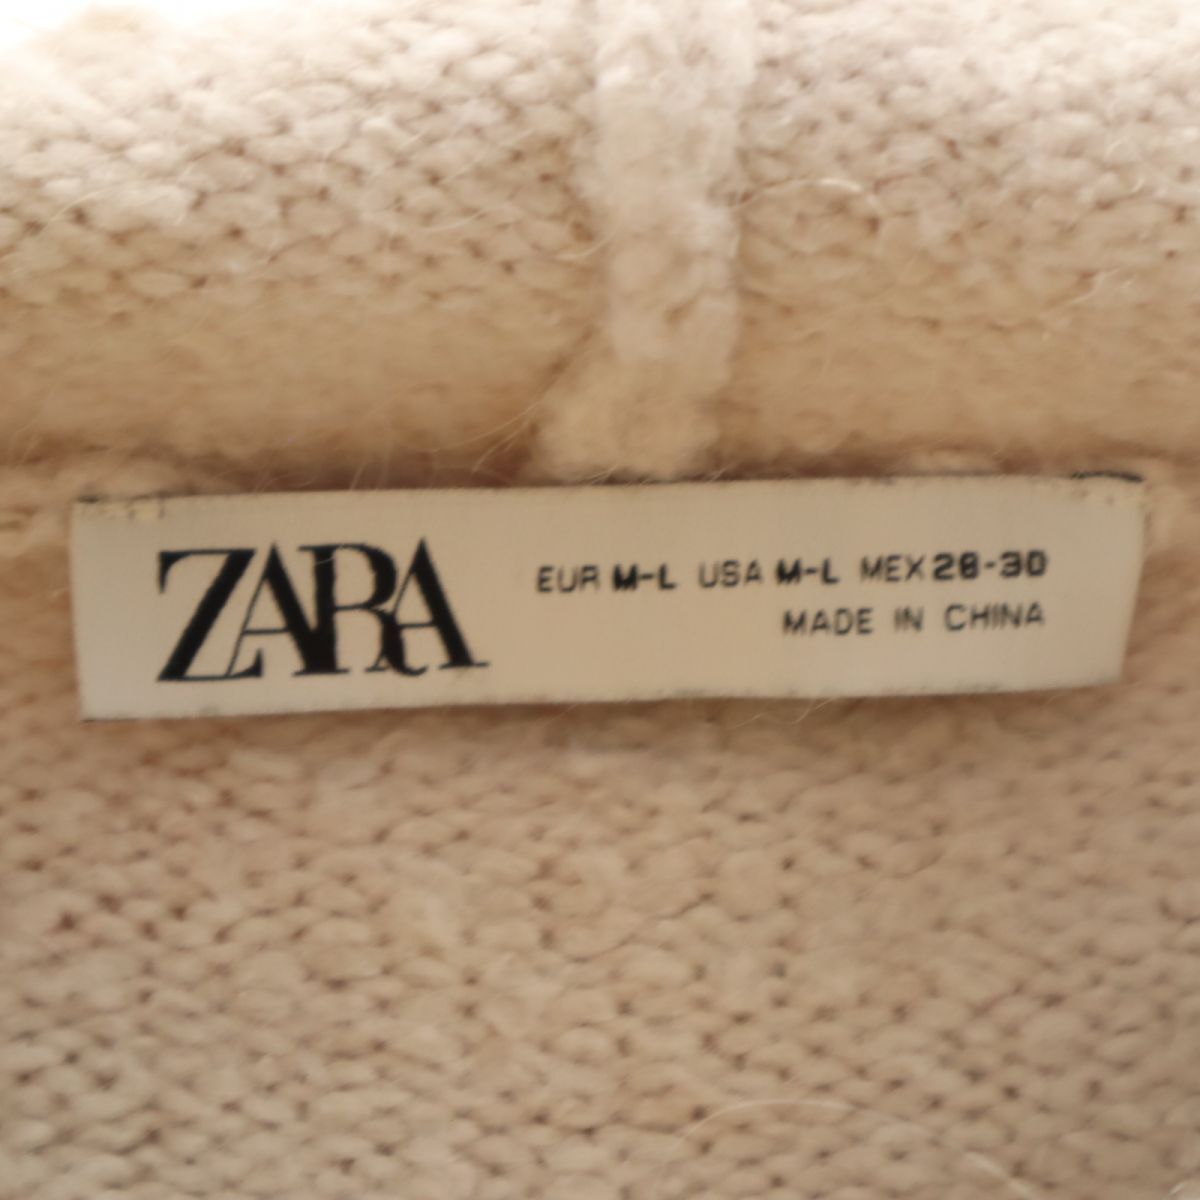 ZARA
EUR M-L USA M-L MEX 28-30
MADE IN CHINA